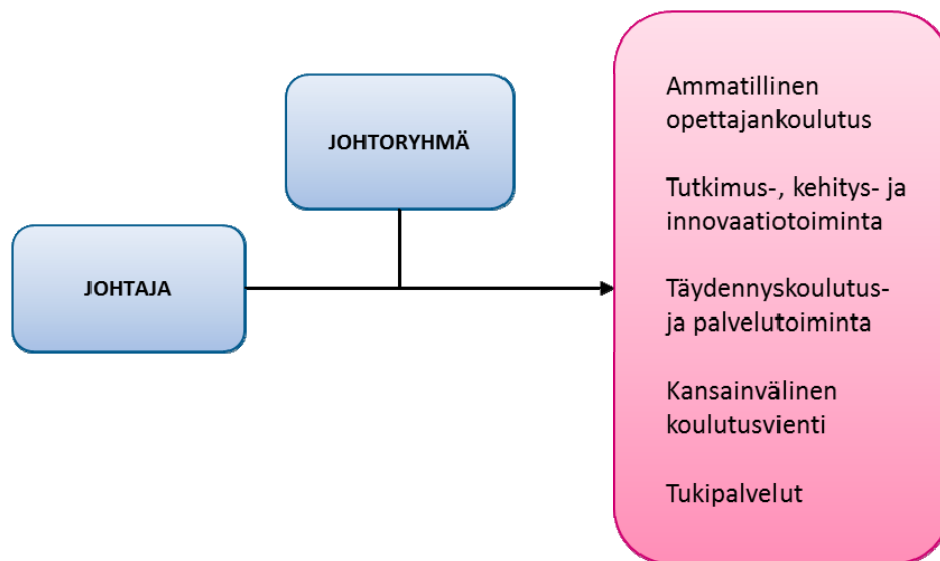 JOHTORYHMÄ
JOHTAJA
Ammatillinen
opettajankoulutus
Tutkimus-, kehitys- ja
innovaatiotoiminta
Täydennyskoulutus-
ja palvelutoiminta
Kansainvälinen
koulutusvienti
Tukipalvelut